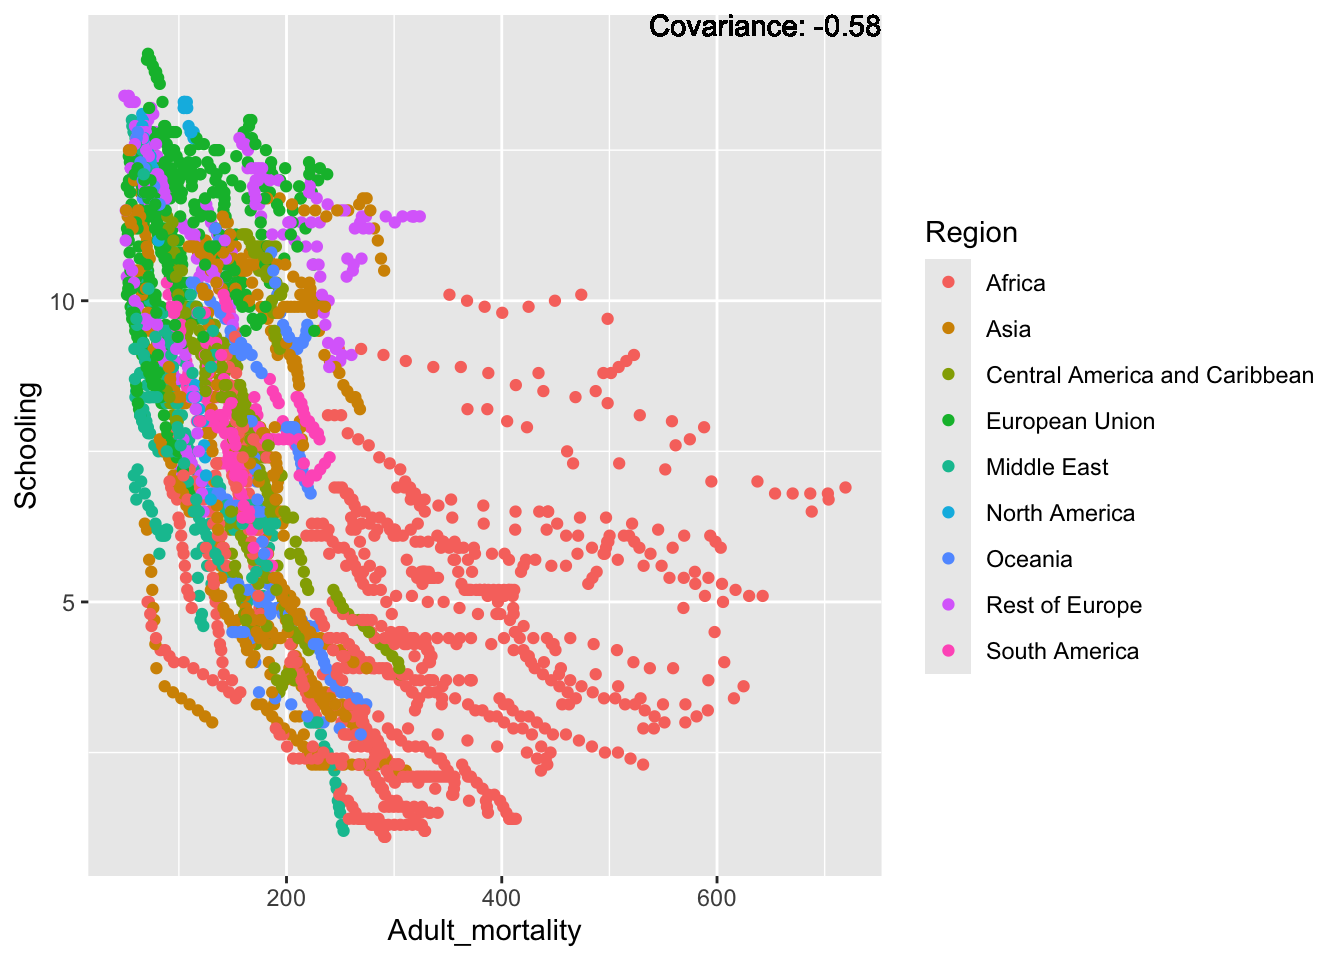 Covariance: -0.58
Schooling
10
5
200
400
600
Adult_mortality
Region
Africa
Asia
Central America and Caribbean
European Union
Middle East
North America
Oceania
Rest of Europe
South America